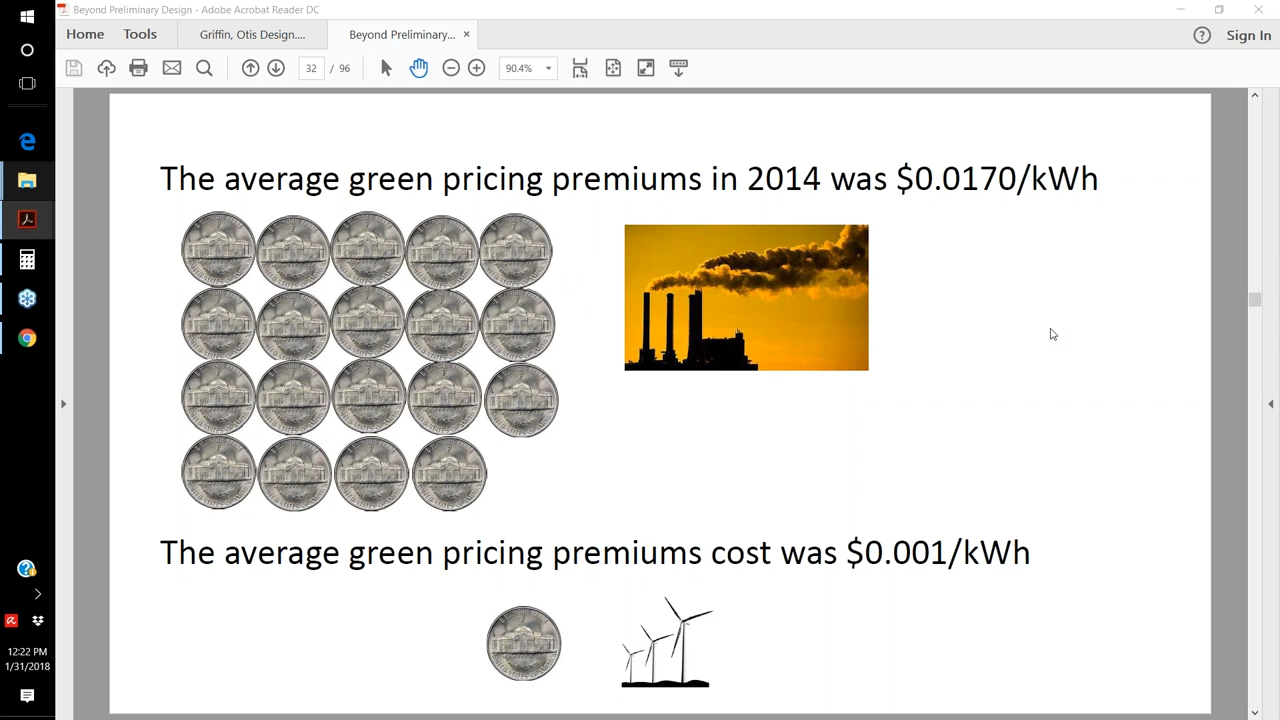 Beyond Preliminary Design - Adobe Acrobat Reader DC
Home Tools Griffin, Otis Design.... Beyond Preliminary... ×
Sign In
32 / 96 90.4%
The average green pricing premiums in 2014 was $0.0170/kWh
The average green pricing premiums cost was $0.001/kWh
12:22 PM
1/31/2018